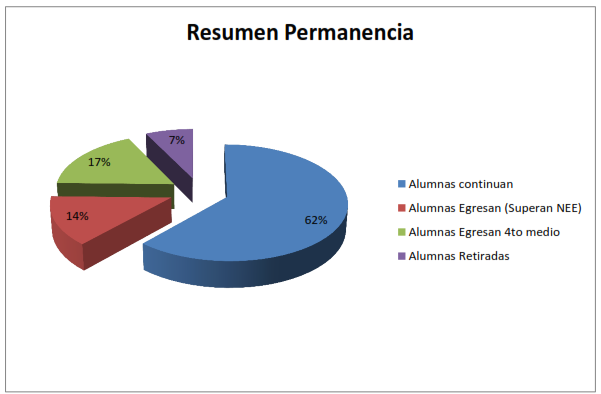 Resumen Permanencia
7%
17%
14%
62%
Alumnas continuan
Alumnas Egresan (Superan NEE)
Alumnas Egresan 4to medio
Alumnas Retiradas